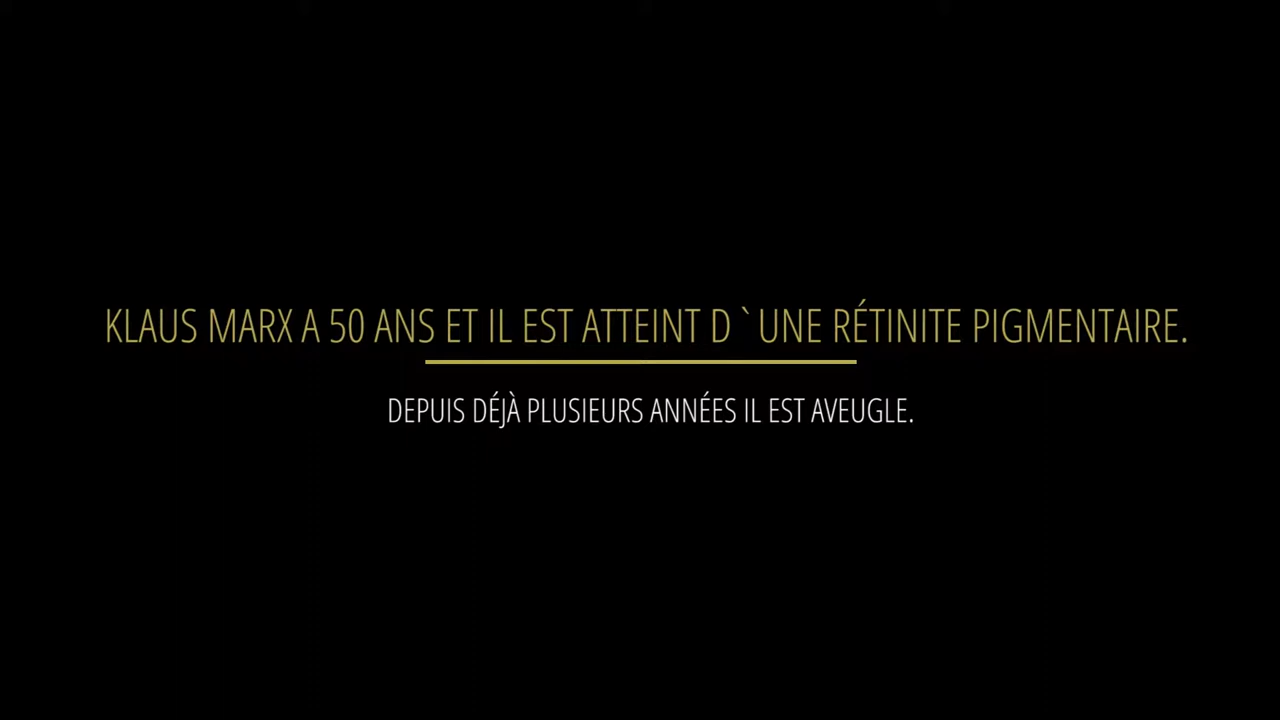 KLAUS MARX A 50 ANS ET IL EST ATTEINT D ` UNE RÉTINITE PIGMENTAIRE.
DEPUIS DÉJÀ PLUSIEURS ANNÉES IL EST AVEUGLE.